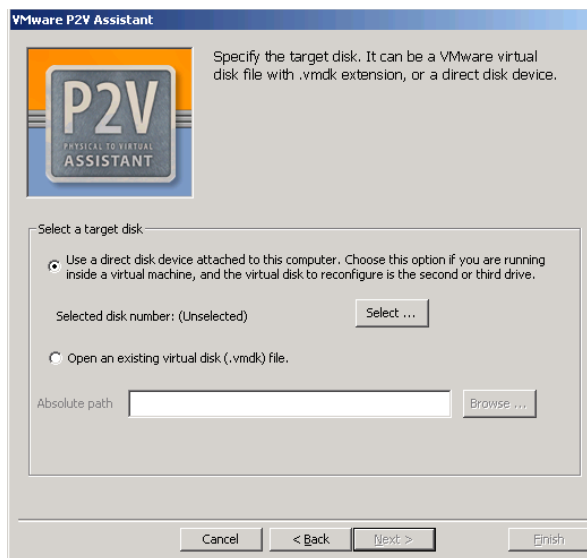 VMware P2V Assistant
Specify the target disk. It can be a VMware virtual
disk file with .vmdk extension, or a direct disk device.
P2V
PHYSICAL TO VIRTUAL
ASSISTANT
Select a target disk
Use a direct disk device attached to this computer. Choose this option if you are running
inside a virtual machine, and the virtual disk to reconfigure is the second or third drive.
Selected disk number: (Unselected)
Select ...
Open an existing virtual disk (.vmdk) file.
Absolute path
Browse ...
Cancel
< Back
Next >
Finish